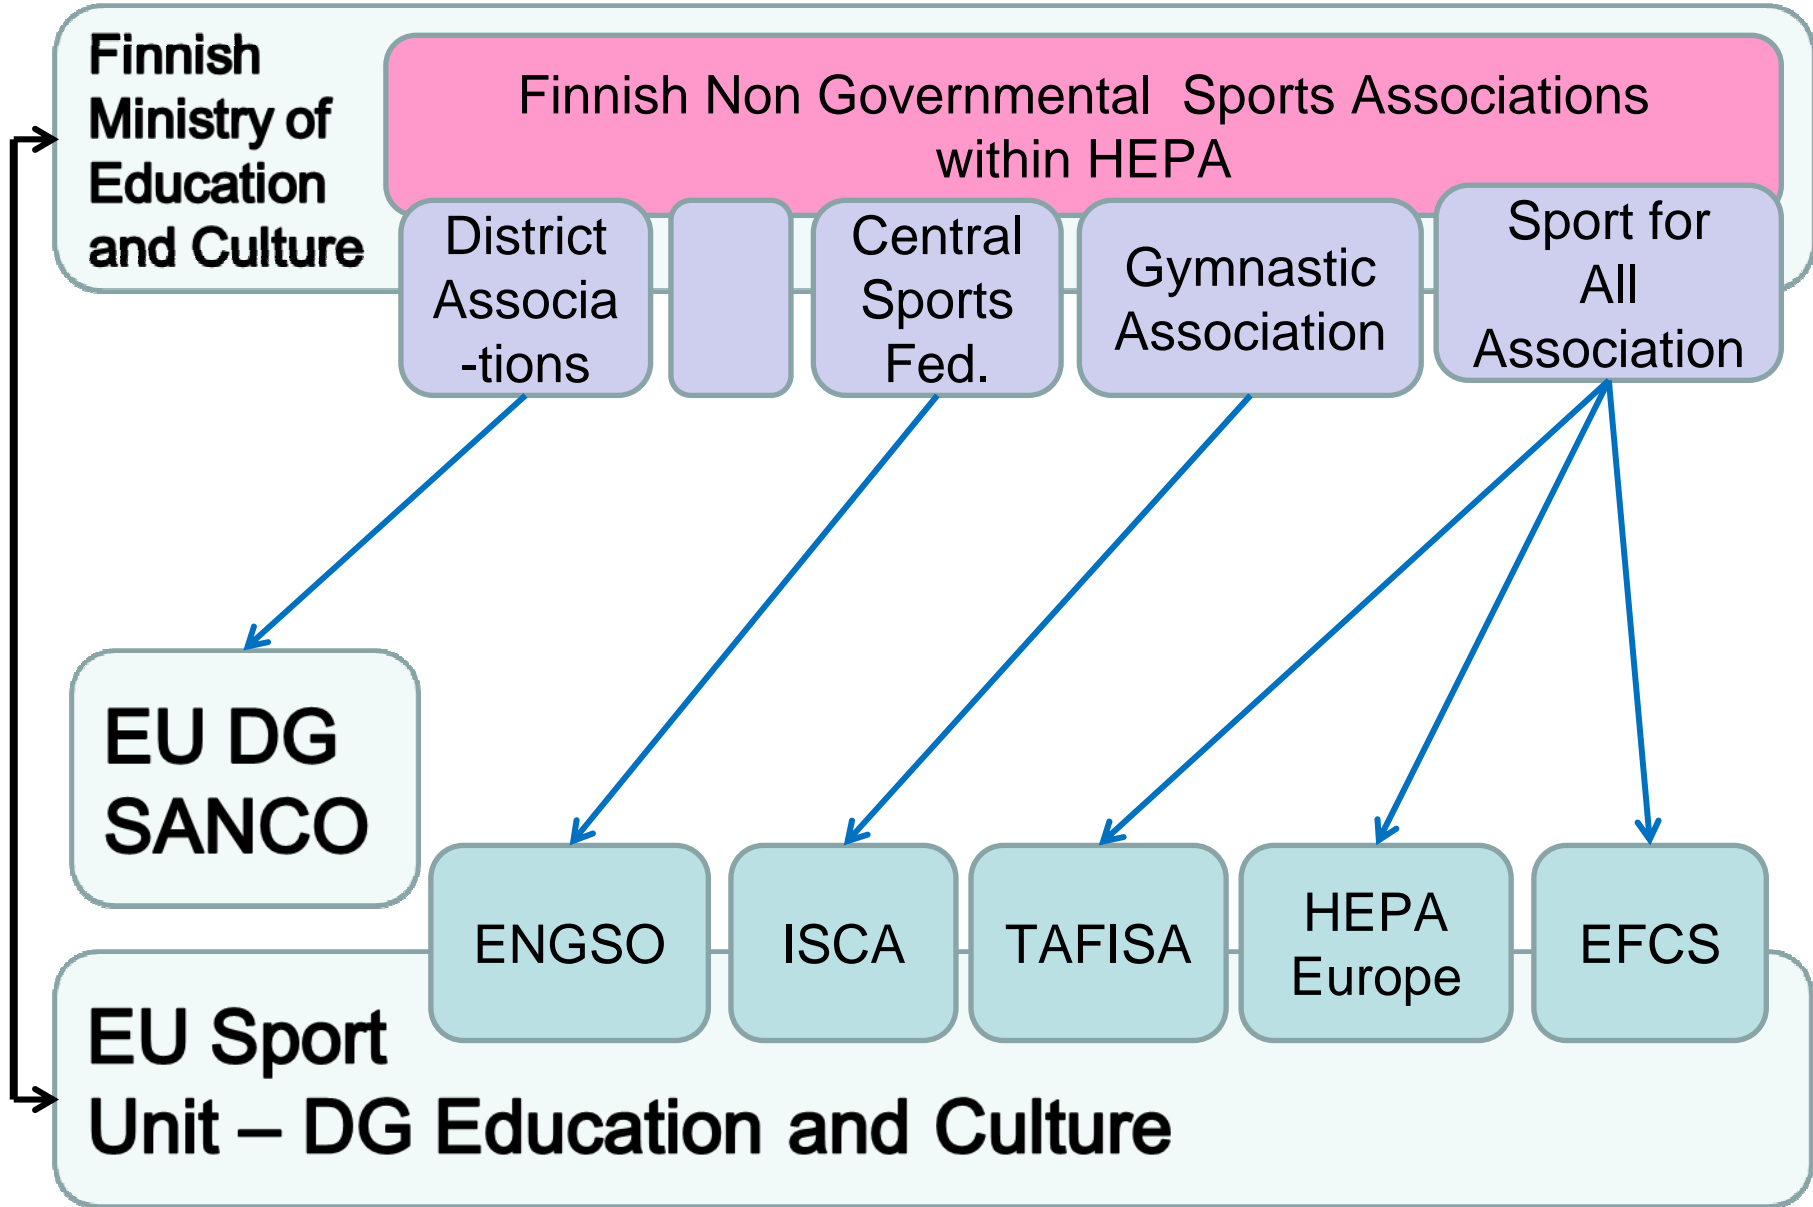 Finnish
Ministry of
Education
and Culture
Finnish Non Governmental  Sports Associations
within HEPA
District
Associa
-tions
Central
Sports
Fed.
Gymnastic
Association
Sport for
All
Association
EU DG
SANCO
ENGSO
ISCA
TAFISA
HEPA
Europe
EFCS
EU Sport
Unit – DG Education and Culture